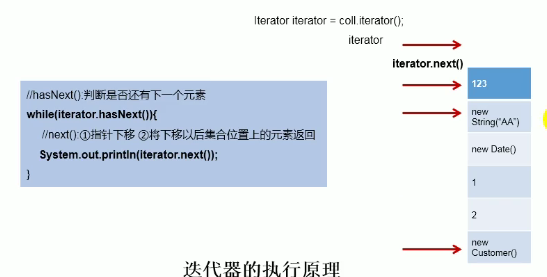 Iterator iterator = coll.iterator();
iterator
iterator.next()
//hasNext():判断是否还有下一个元素
while(iterator.hasNext()){
//next():①指针下移 ②将下移以后集合位置上的元素返回
System.out.println(iterator.next());
}
123
new
String("AA")
new Date()
1
2
new
Customer()
迭代器的执行原理